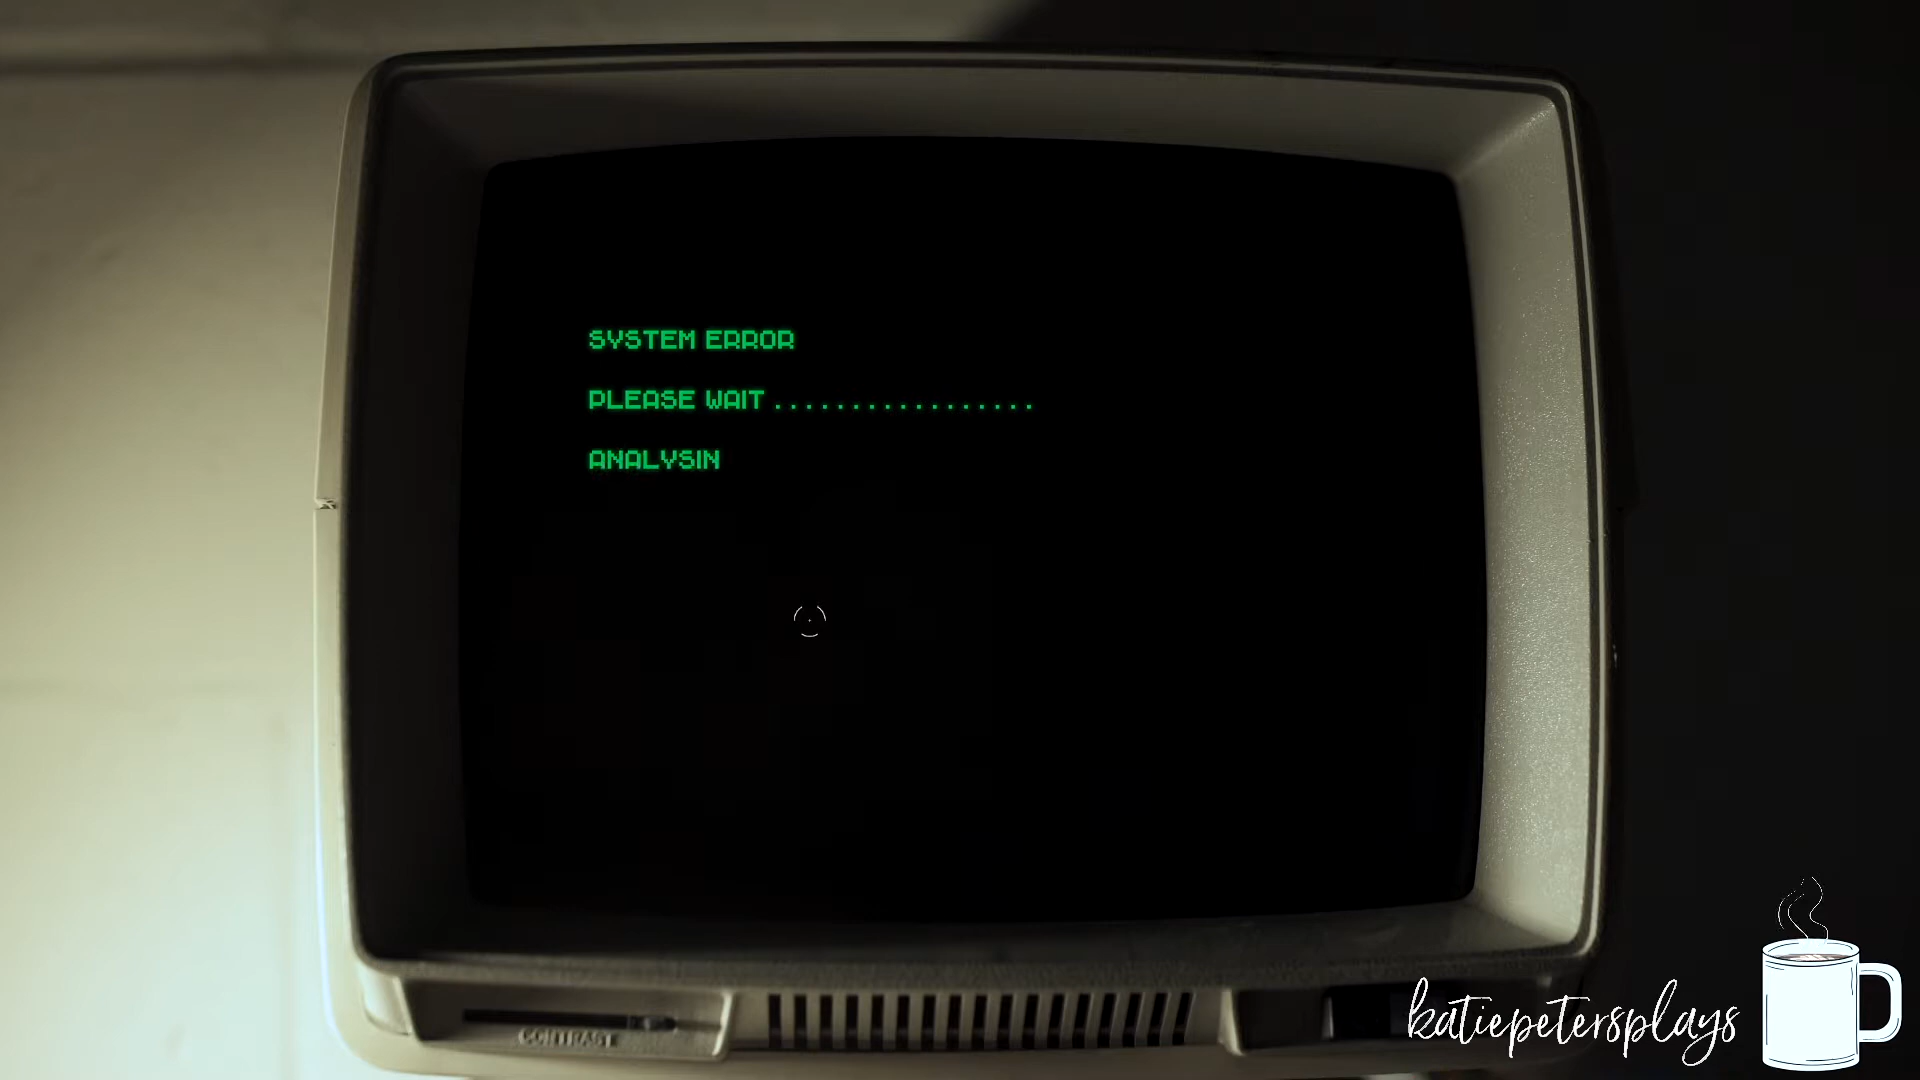 SYSTEM ERROR
PLEASE WAIT.................
ANALYSIN
CONTRAST
katiepetersplays